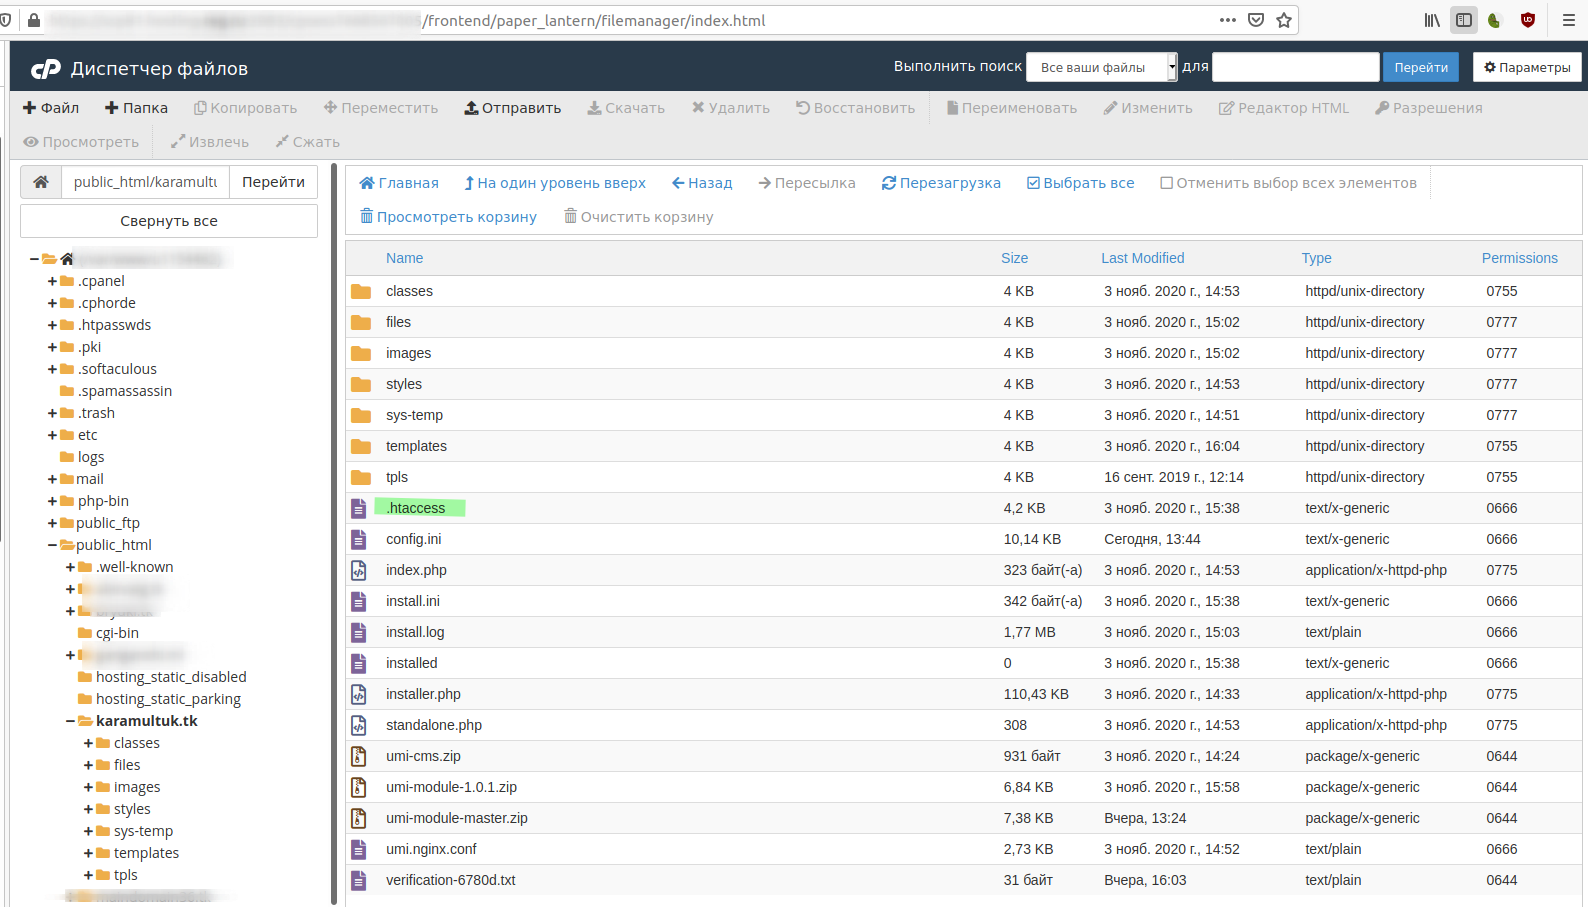 /frontend/paper_lantern/filemanager/index.html
cP Диспетчер файлов Выполнить поиск Все ваши файлы для Перейти Параметры
Файл Папка Копировать Переместить Отправить Скачать Удалить Восстановить Переименовать Изменить Редактор HTML Разрешения
Просмотреть Извлечь Сжать
public_html/karamultu Перейти
Свернуть все
.cpanel
.cphorde
.htpasswds
.pki
.softaculous
.spamassassin
.trash
etc
logs
mail
php-bin
public_ftp
public_html
.well-known
cgi-bin
hosting_static_disabled
hosting_static_parking
karamultuk.tk
classes
files
images
styles
sys-temp
templates
tpls
Главная На один уровень вверх Назад Пересылка Перезагрузка Выбрать все Отменить выбор всех элементов
Просмотреть корзину Очистить корзину
Name Size Last Modified Type Permissions
classes 4 KB 3 нояб. 2020 г., 14:53 httpd/unix-directory 0755
files 4 KB 3 нояб. 2020 г., 15:02 httpd/unix-directory 0777
images 4 KB 3 нояб. 2020 г., 15:02 httpd/unix-directory 0777
styles 4 KB 3 нояб. 2020 г., 14:53 httpd/unix-directory 0777
sys-temp 4 KB 3 нояб. 2020 г., 14:51 httpd/unix-directory 0777
templates 4 KB 3 нояб. 2020 г., 16:04 httpd/unix-directory 0755
tpls 4 KB 16 сент. 2019 г., 12:14 httpd/unix-directory 0755
.htaccess 4,2 KB 3 нояб. 2020 г., 15:38 text/x-generic 0666
config.ini 10,14 KB Сегодня, 13:44 text/x-generic 0666
index.php 323 байт(-а) 3 нояб. 2020 г., 14:53 application/x-httpd-php 0775
install.ini 342 байт(-а) 3 нояб. 2020 г., 15:38 text/x-generic 0666
install.log 1,77 MB 3 нояб. 2020 г., 15:03 text/plain 0666
installed 0 3 нояб. 2020 г., 15:38 text/x-generic 0666
installer.php 110,43 KB 3 нояб. 2020 г., 14:33 application/x-httpd-php 0775
standalone.php 308 3 нояб. 2020 г., 14:53 application/x-httpd-php 0775
umi-cms.zip 931 байт 3 нояб. 2020 г., 14:24 package/x-generic 0644
umi-module-1.0.1.zip 6,84 KB 3 нояб. 2020 г., 15:58 package/x-generic 0644
umi-module-master.zip 7,38 KB Вчера, 13:24 package/x-generic 0644
umi.nginx.conf 2,73 KB 3 нояб. 2020 г., 14:52 text/plain 0666
verification-6780d.txt 31 байт Вчера, 16:03 text/plain 0644